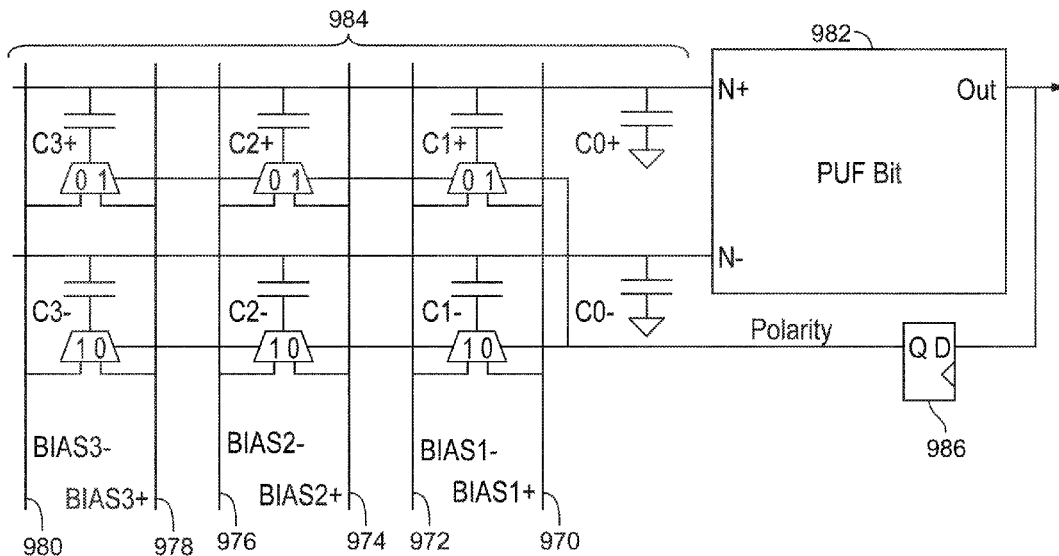 984
982
N+
Out
C3+
C2+
C1+
C0+
0 1
0 1
0 1
PUF Bit
N-
C3-
C2-
C1-
C0-
Polarity
1 0
1 0
1 0
Q D
986
BIAS3-
BIAS2-
BIAS1-
BIAS3+
BIAS2+
BIAS1+
980
978
976
974
972
970